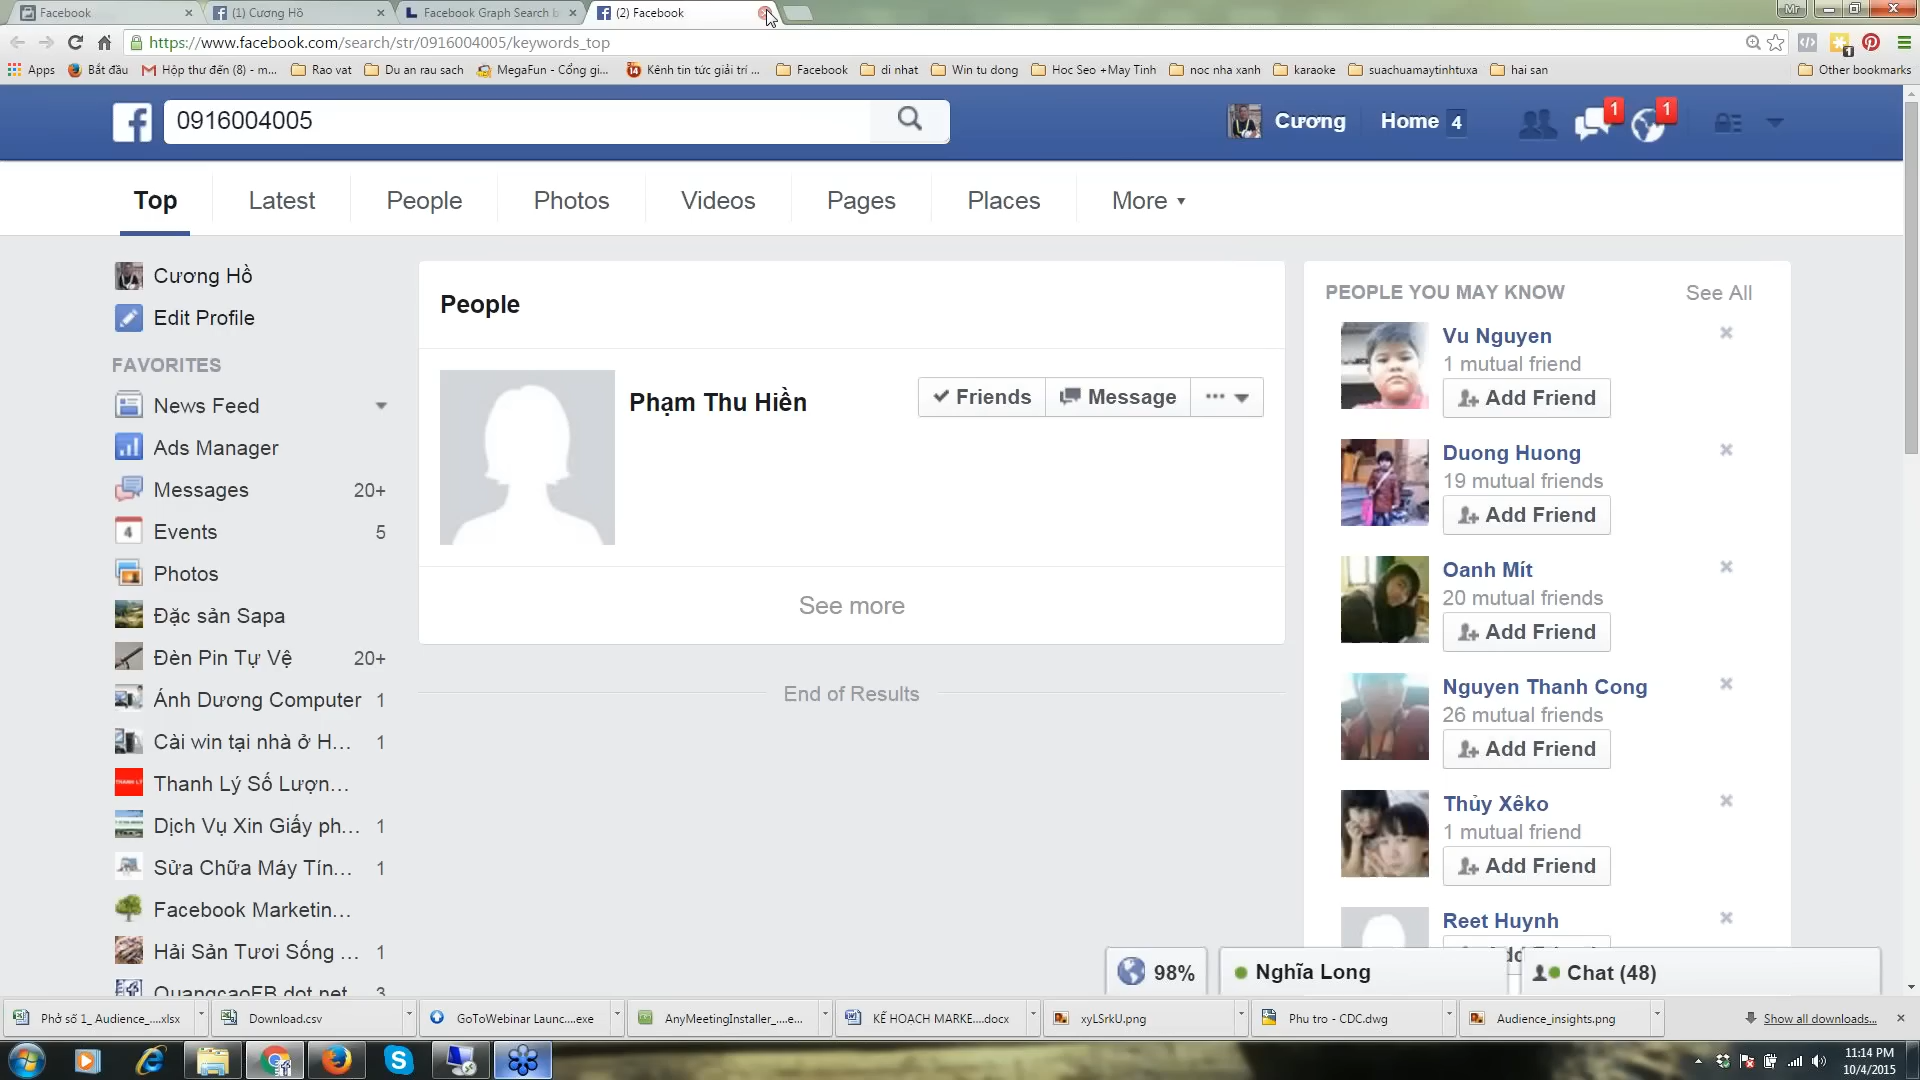 Facebook
(1) Cương Hồ
Facebook Graph Search b
(2) Facebook
Mr
https://www.facebook.com/search/str/0916004005/keywords_top
1
Apps
Bắt đầu
Hộp thư đến (8) - m...
Rao vat
Du an rau sach
MegaFun - Cổng gi...
Kênh tin tức giải trí ...
Facebook
di nhat
Win tu dong
Hoc Seo +May Tinh
noc nha xanh
karaoke
suachuamaytinhtuxa
hai san
Other bookmarks
0916004005
Cương
Home 4
1
1
Top
Latest
People
Photos
Videos
Pages
Places
More
Cương Hồ
Edit Profile
FAVORITES
News Feed
Ads Manager
Messages 20+
4
Events 5
Photos
Đặc sản Sapa
Đèn Pin Tự Vệ 20+
Ánh Dương Computer 1
Cài win tại nhà ở H... 1
Thanh Lý Số Lượn...
Dịch Vụ Xin Giấy ph... 1
Sửa Chữa Máy Tín... 1
Facebook Marketin...
Hải Sản Tươi Sống ... 1
QuangcaoFB dot net 3
People
Phạm Thu Hiền
Friends
Message
See more
End of Results
PEOPLE YOU MAY KNOW
See All
Vu Nguyen
1 mutual friend
Add Friend
Duong Huong
19 mutual friends
Add Friend
Oanh Mít
20 mutual friends
Add Friend
Nguyen Thanh Cong
26 mutual friends
Add Friend
Thủy Xêko
1 mutual friend
Add Friend
Reet Huynh
98%
Nghĩa Long
Chat (48)
Phở số 1_ Audience_....xlsx
Download.csv
GoToWebinar Launc....exe
AnyMeetingInstaller_....e...
KẾ HOẠCH MARKE....docx
xyLSrkU.png
Phu tro - CDC.dwg
Audience_insights.png
Show all downloads...
11:14 PM
10/4/2015